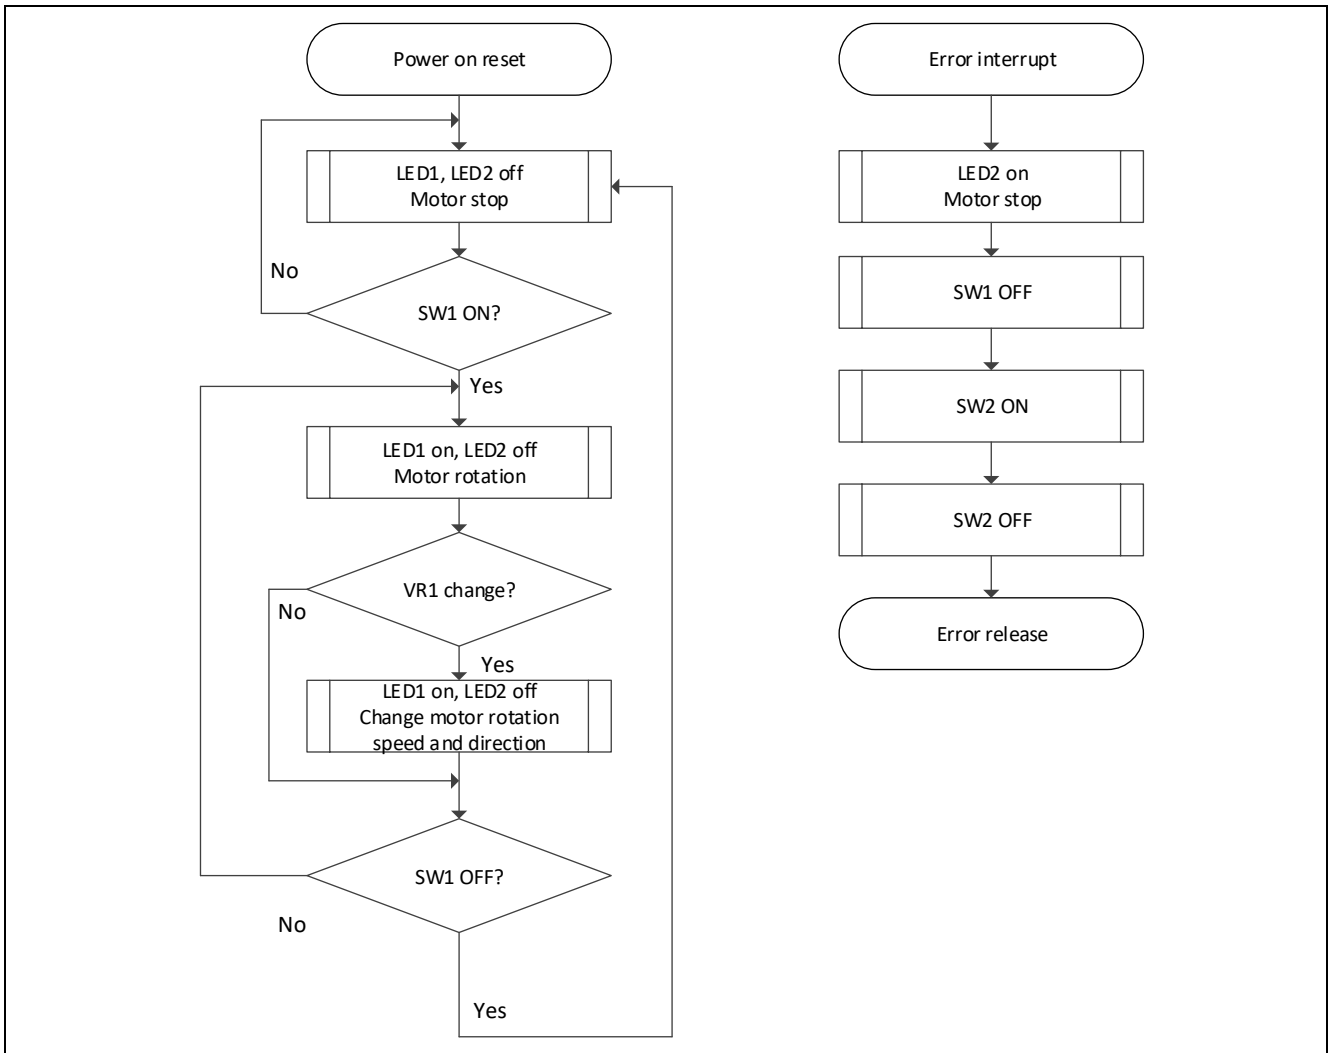 Power on reset
LED1, LED2 off
Motor stop
No
SW1 ON?
Yes
LED1 on, LED2 off
Motor rotation
VR1 change?
No
Yes
LED1 on, LED2 off
Change motor rotation
speed and direction
SW1 OFF?
No
Yes
Error interrupt
LED2 on
Motor stop
SW1 OFF
SW2 ON
SW2 OFF
Error release